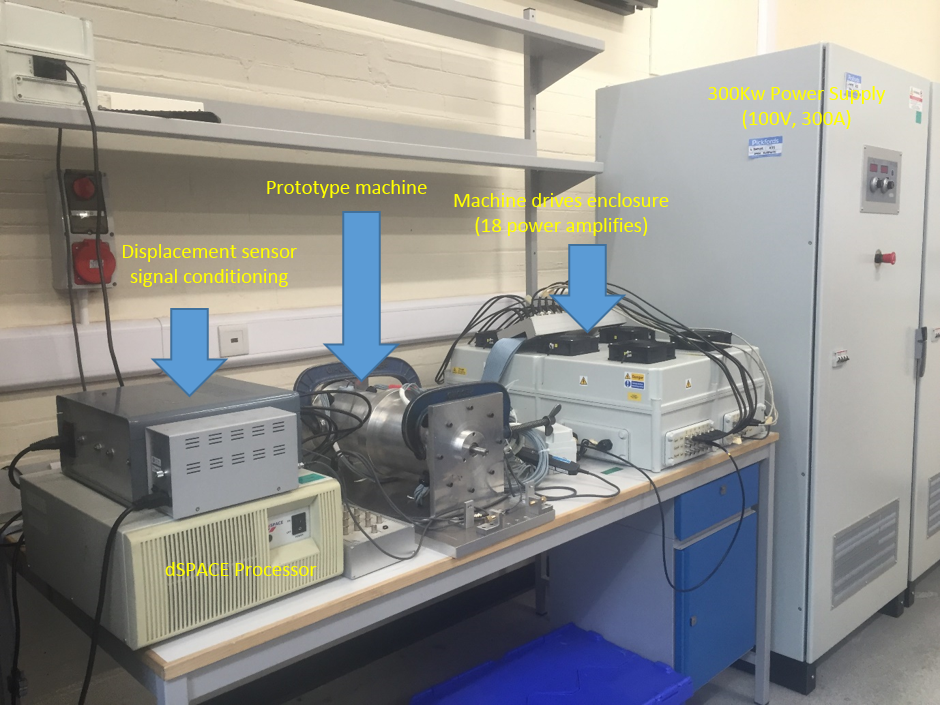 300Kw Power Supply
(100V, 300A)
Prototype machine
Machine drives enclosure
(18 power amplifies)
Displacement sensor
signal conditioning
dSPACE Processor